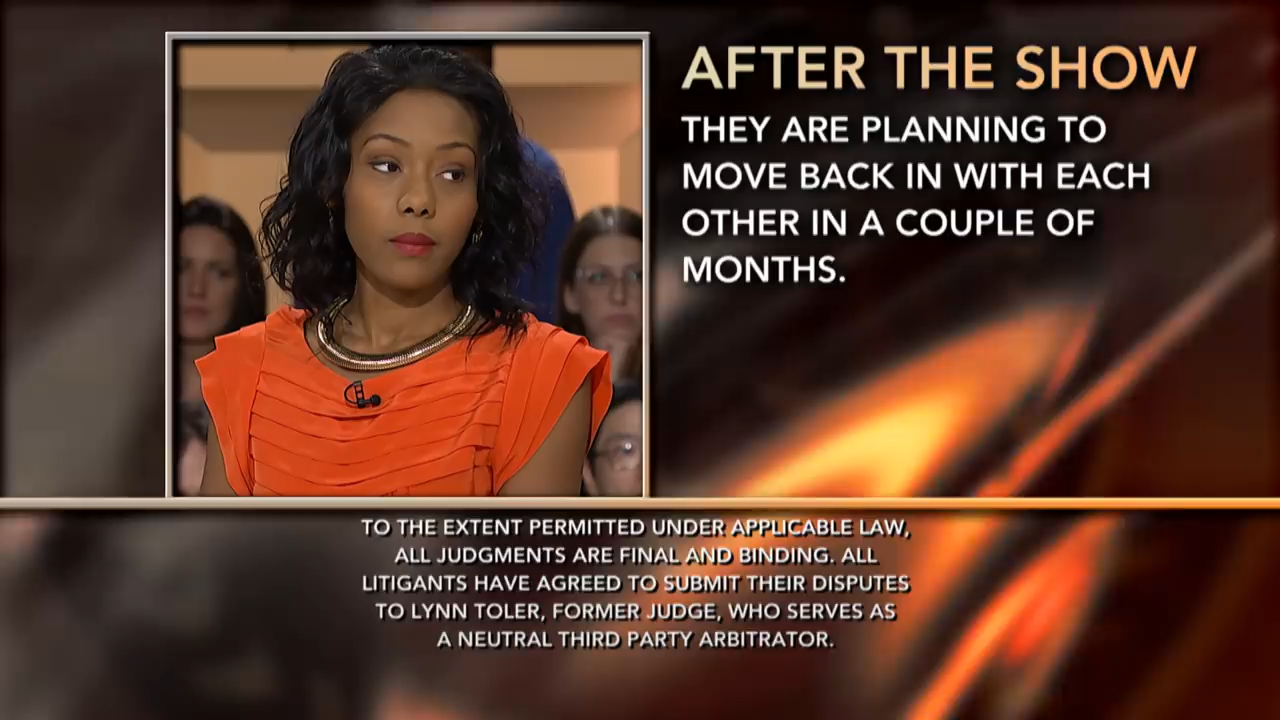 AFTER THE SHOW
THEY ARE PLANNING TO
MOVE BACK IN WITH EACH
OTHER IN A COUPLE OF
MONTHS.
TO THE EXTENT PERMITTED UNDER APPLICABLE LAW,
ALL JUDGMENTS ARE FINAL AND BINDING. ALL
LITIGANTS HAVE AGREED TO SUBMIT THEIR DISPUTES
TO LYNN TOLER, FORMER JUDGE, WHO SERVES AS
A NEUTRAL THIRD PARTY ARBITRATOR.